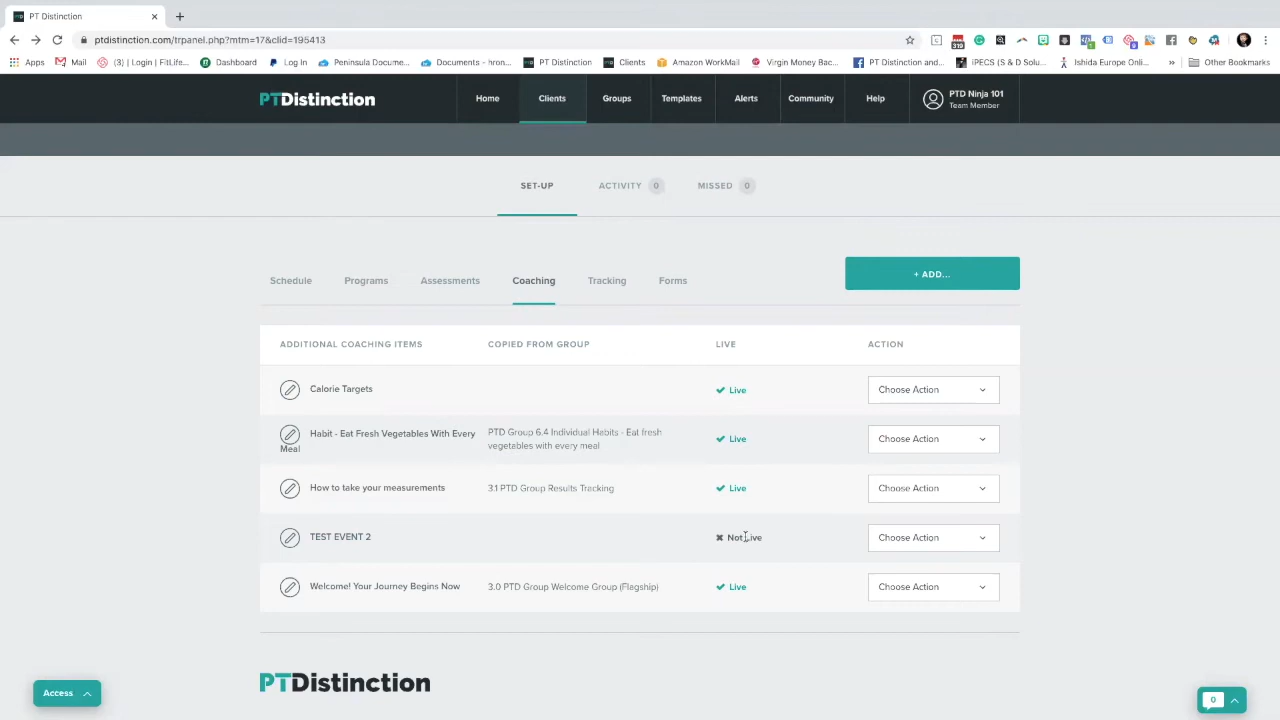 PT Distinction
ptdistinction.com/trpanel.php?mtm=17&clid=195413
319
Apps
Mail
(3) | Login | FitLife...
Dashboard
Log In
Peninsula Docume...
Documents - hron...
PT Distinction
Clients
Amazon WorkMail
Virgin Money Bac...
PT Distinction and...
iPECS (S & D Solu...
Ishida Europe Onl...
»
Other Bookmarks
PTDistinction
Home
Clients
Groups
Templates
Alerts
Community
Help
PTD Ninja 101
Team Member
SET-UP
ACTIVITY 0
MISSED 0
Schedule
Programs
Assessments
Coaching
Tracking
Forms
+ ADD...
ADDITIONAL COACHING ITEMS
COPIED FROM GROUP
LIVE
ACTION
Calorie Targets
Live
Choose Action
Habit - Eat Fresh Vegetables With Every
Meal
PTD Group 6.4 Individual Habits - Eat fresh
vegetables with every meal
Live
Choose Action
How to take your measurements
3.1 PTD Group Results Tracking
Live
Choose Action
TEST EVENT 2
Not Live
Choose Action
Welcome! Your Journey Begins Now
3.0 PTD Group Welcome Group (Flagship)
Live
Choose Action
PTDistinction
Access
0